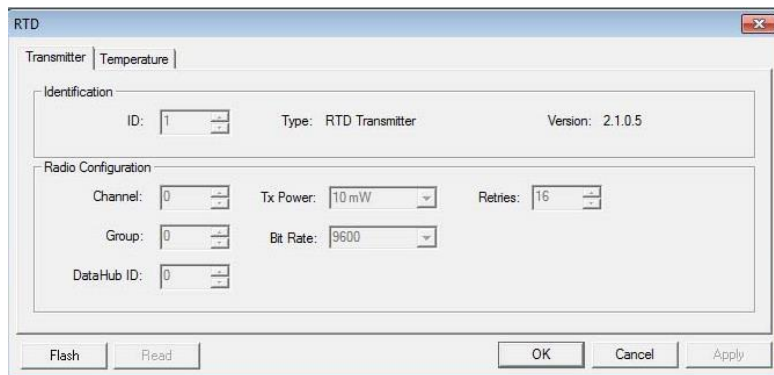 RTD
Transmitter Temperature
Identification
ID: 1 Type: RTD Transmitter Version: 2.1.0.5
Radio Configuration
Channel: 0 Tx Power: 10 mW Retries: 16
Group: 0 Bit Rate: 9600
DataHub ID: 0
Flash Read OK Cancel Apply